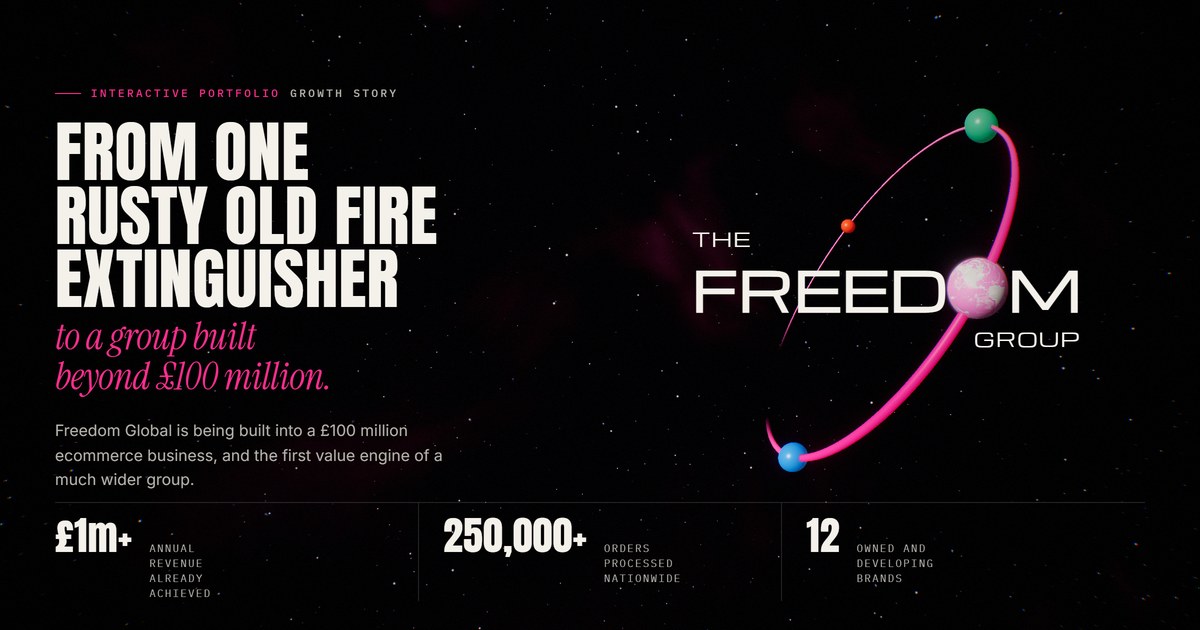 INTERACTIVE PORTFOLIO GROWTH STORY
FROM ONE
RUSTY OLD FIRE
EXTINGUISHER
to a group built
beyond £100 million.
Freedom Global is being built into a £100 million
ecommerce business, and the first value engine of a
much wider group.
THE
FREEDOM
GROUP
£1m+
ANNUAL
REVENUE
ALREADY
ACHIEVED
250,000+
ORDERS
PROCESSED
NATIONWIDE
12
OWNED AND
DEVELOPING
BRANDS